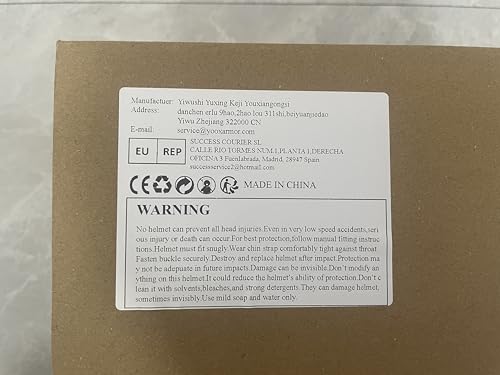 Manufactuer: Yiwushi Yuxing Keji Youxiangongsi
Address: danchen erlu 9hao,2hao lou 311shi,beiyuanjiedao
Yiwu Zhejiang 322000 CN
E-mail: service@yooxarmor.com
EU REP
SUCCESS COURIER SL
CALLE RIO TORMES NUM.1,PLANTA 1,DERECHA
OFICINA 3 Fuenlabrada, Madrid, 28947 Spain
successservice2@hotmail.com
CE MADE IN CHINA
WARNING
No helmet can prevent all head injuries.Even in very low speed accidents,seri
ous injury or death can occur.For best protection,follow manual fitting instruc
tions.Helmet must fit snugly.Wear chin strap comfortably right against throat
Fasten buckle securely.Destroy and replace helmet after impact.Protection ma
y not be adequate in future impacts.Damage can be invisible.Don't modify an
ything on this helmet.It could reduce the helmet's ability of protection.Don't c
lean it with solvents,bleaches,and strong detergents.They can damage helmet,
sometimes invisibly.Use mild soap and water only.